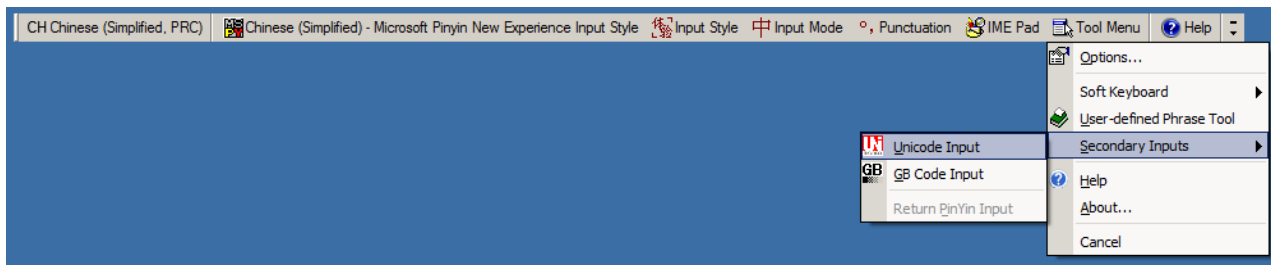 CH Chinese (Simplified, PRC) Chinese (Simplified) - Microsoft Pinyin New Experience Input Style Input Style 中 Input Mode °, Punctuation IME Pad Tool Menu Help
Options...
Soft Keyboard
User-defined Phrase Tool
Secondary Inputs
Help
About...
Cancel
Unicode Input
GB GB Code Input
Return PinYin Input